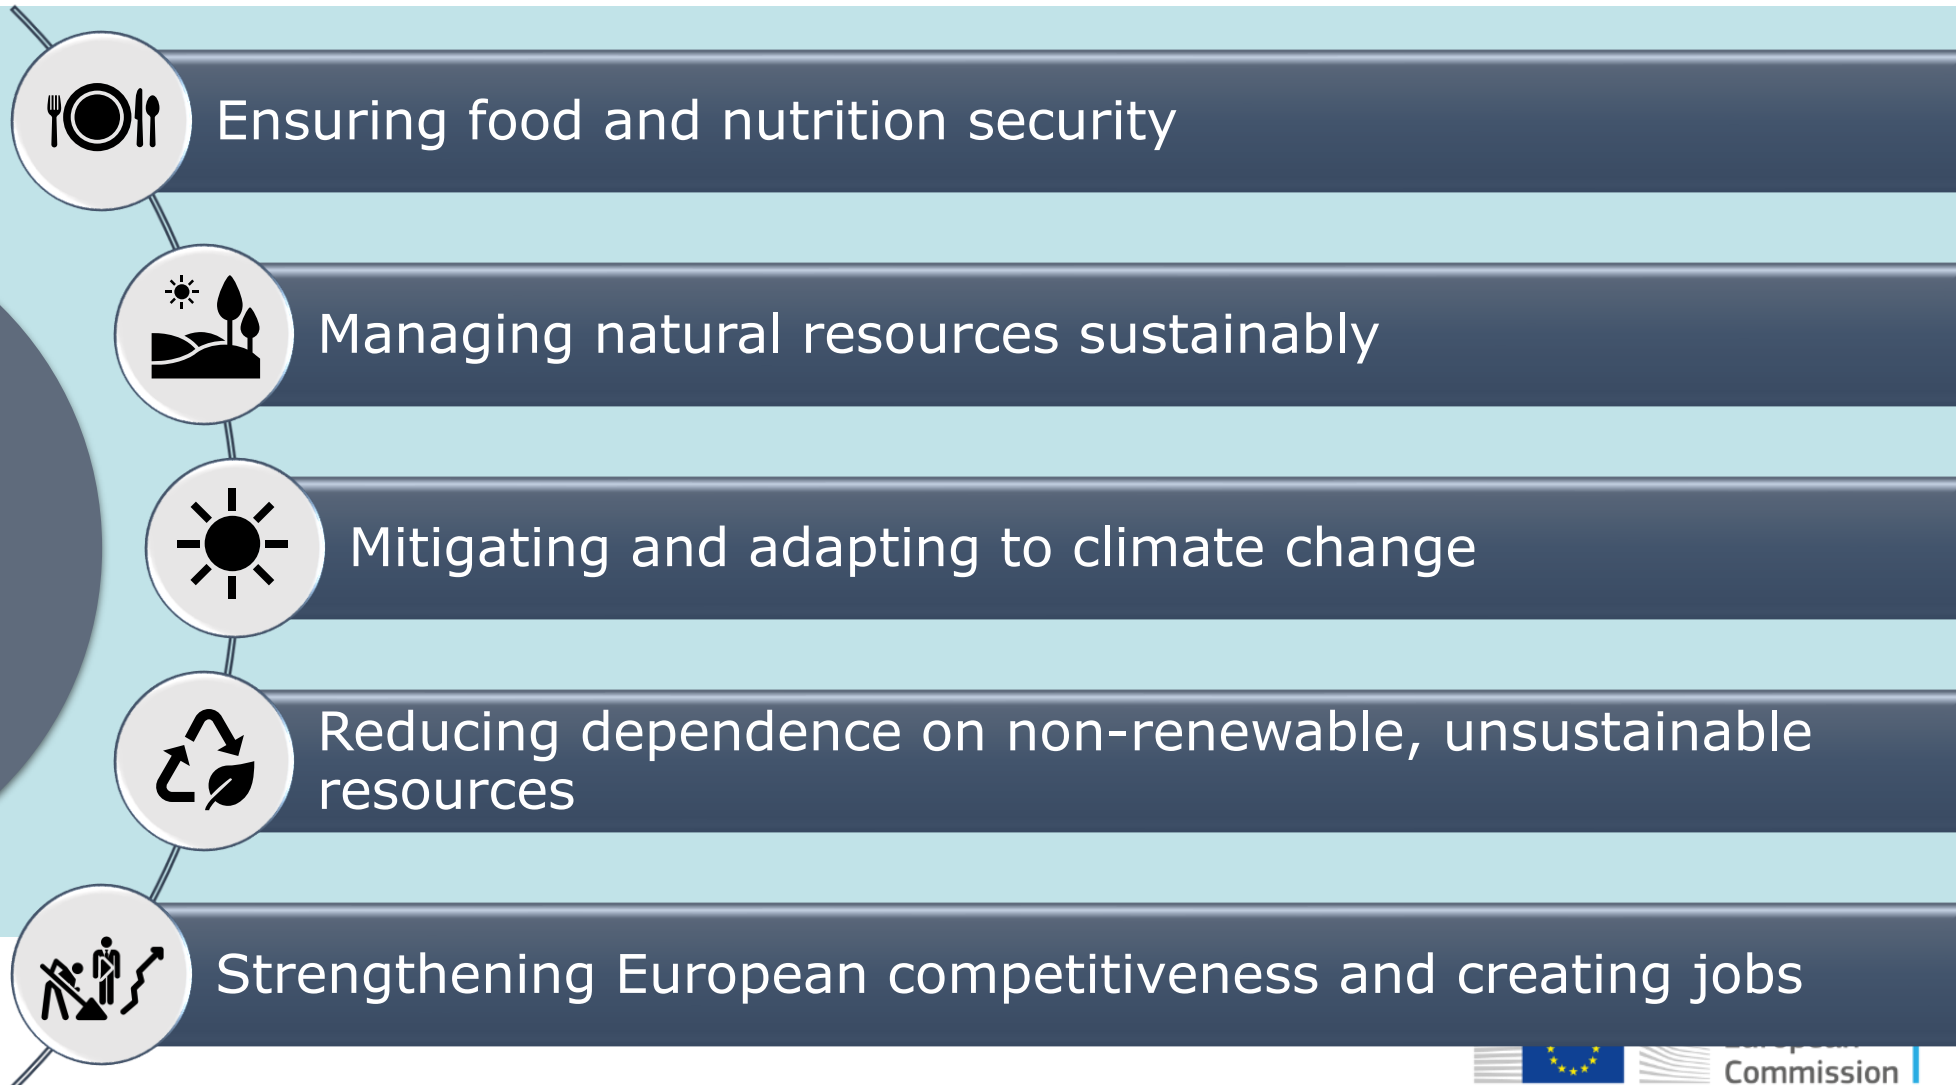 Ensuring food and nutrition security
Managing natural resources sustainably
Mitigating and adapting to climate change
Reducing dependence on non-renewable, unsustainable
resources
Strengthening European competitiveness and creating jobs
Commission